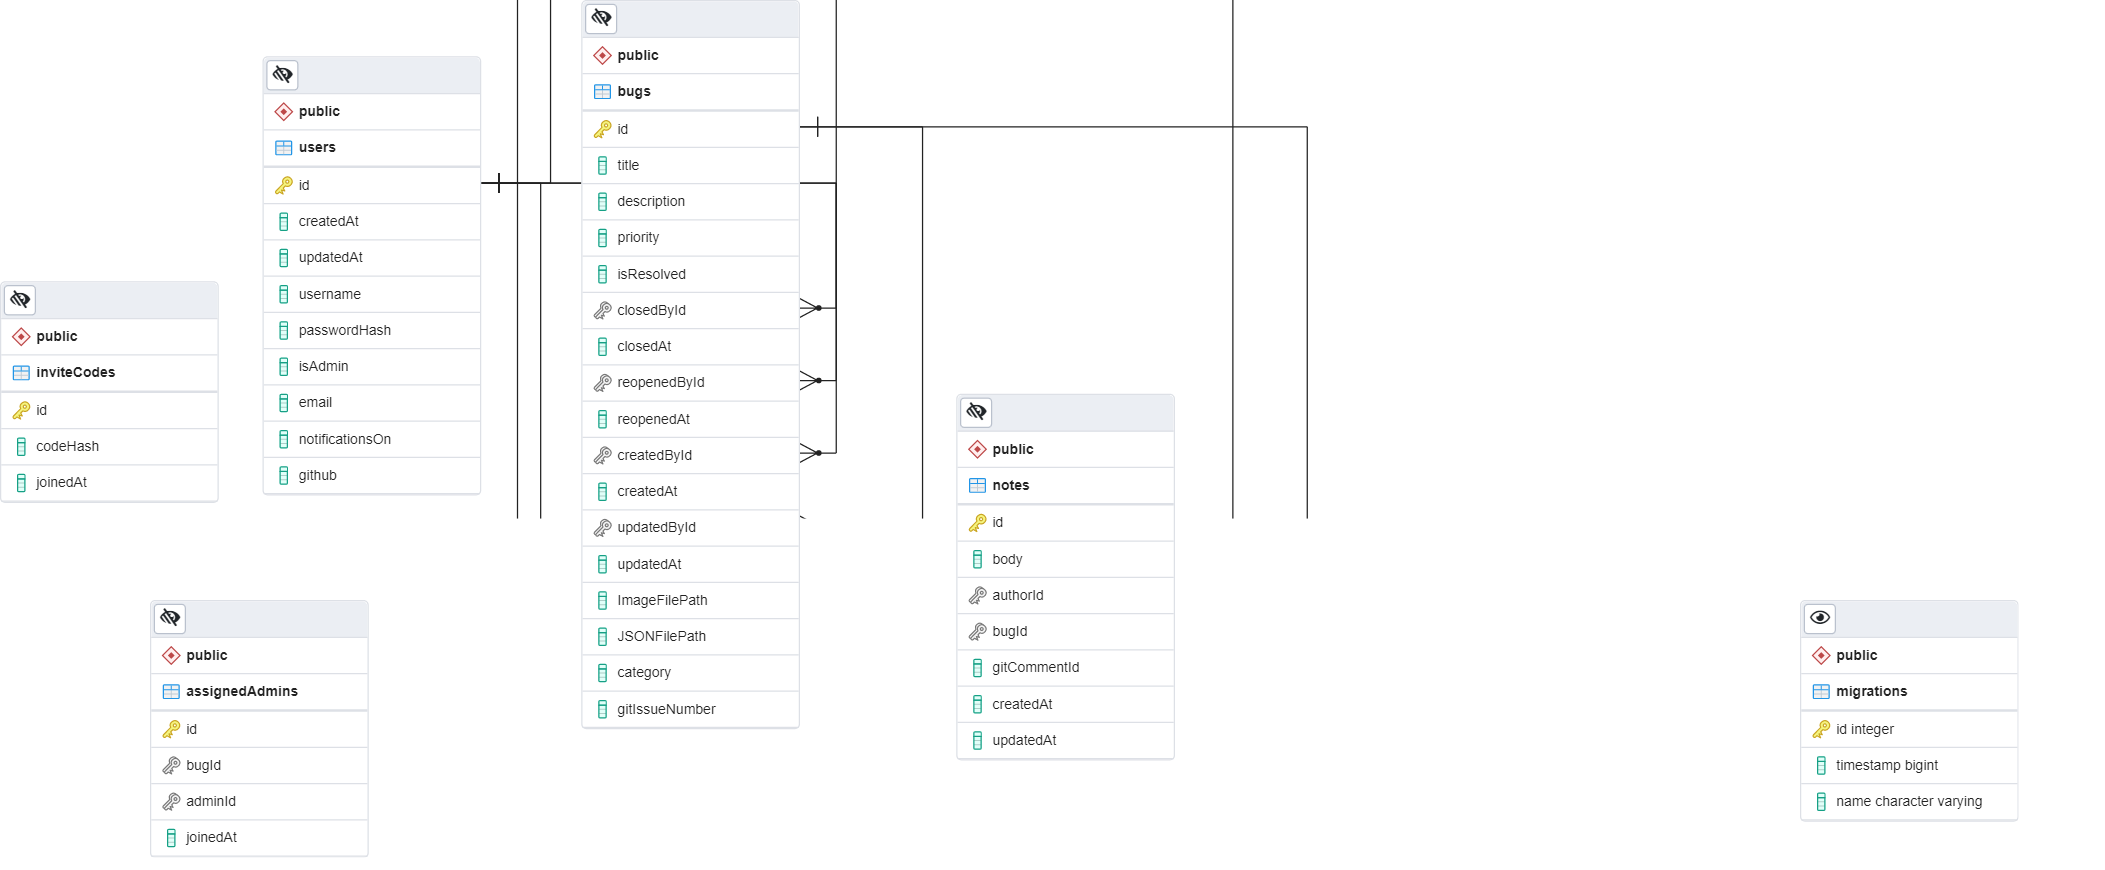 public
bugs
id
title
description
priority
isResolved
closedById
closedAt
reopenedById
reopenedAt
createdById
createdAt
updatedById
updatedAt
ImageFilePath
JSONFilePath
category
gitIssueNumber
public
users
id
createdAt
updatedAt
username
passwordHash
isAdmin
email
notificationsOn
github
public
inviteCodes
id
codeHash
joinedAt
public
notes
id
body
authorId
bugId
gitCommentId
createdAt
updatedAt
public
assignedAdmins
id
bugId
adminId
joinedAt
public
migrations
id integer
timestamp bigint
name character varying